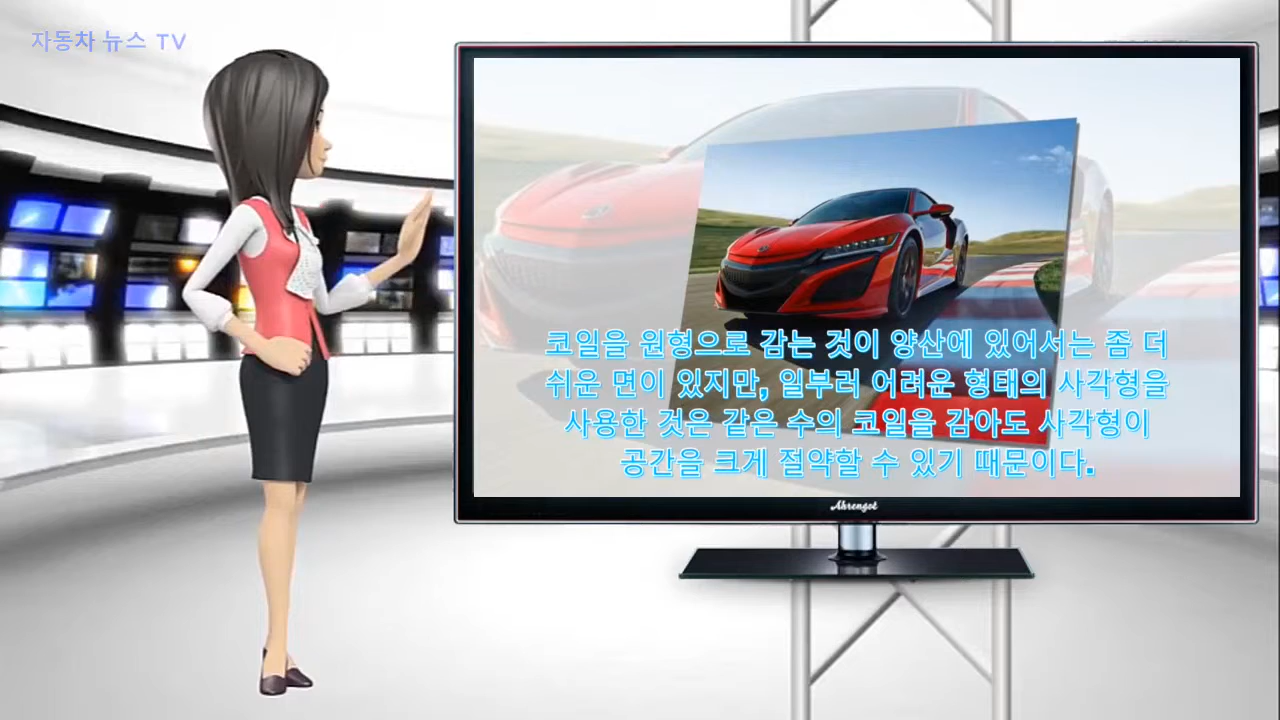 자동차 뉴스 TV
코일을 원형으로 감는 것이 양산에 있어서는 좀 더
쉬운 면이 있지만, 일부러 어려운 형태의 사각형을
사용한 것은 같은 수의 코일을 감아도 사각형이
공간을 크게 절약할 수 있기 때문이다.
Ahrengot